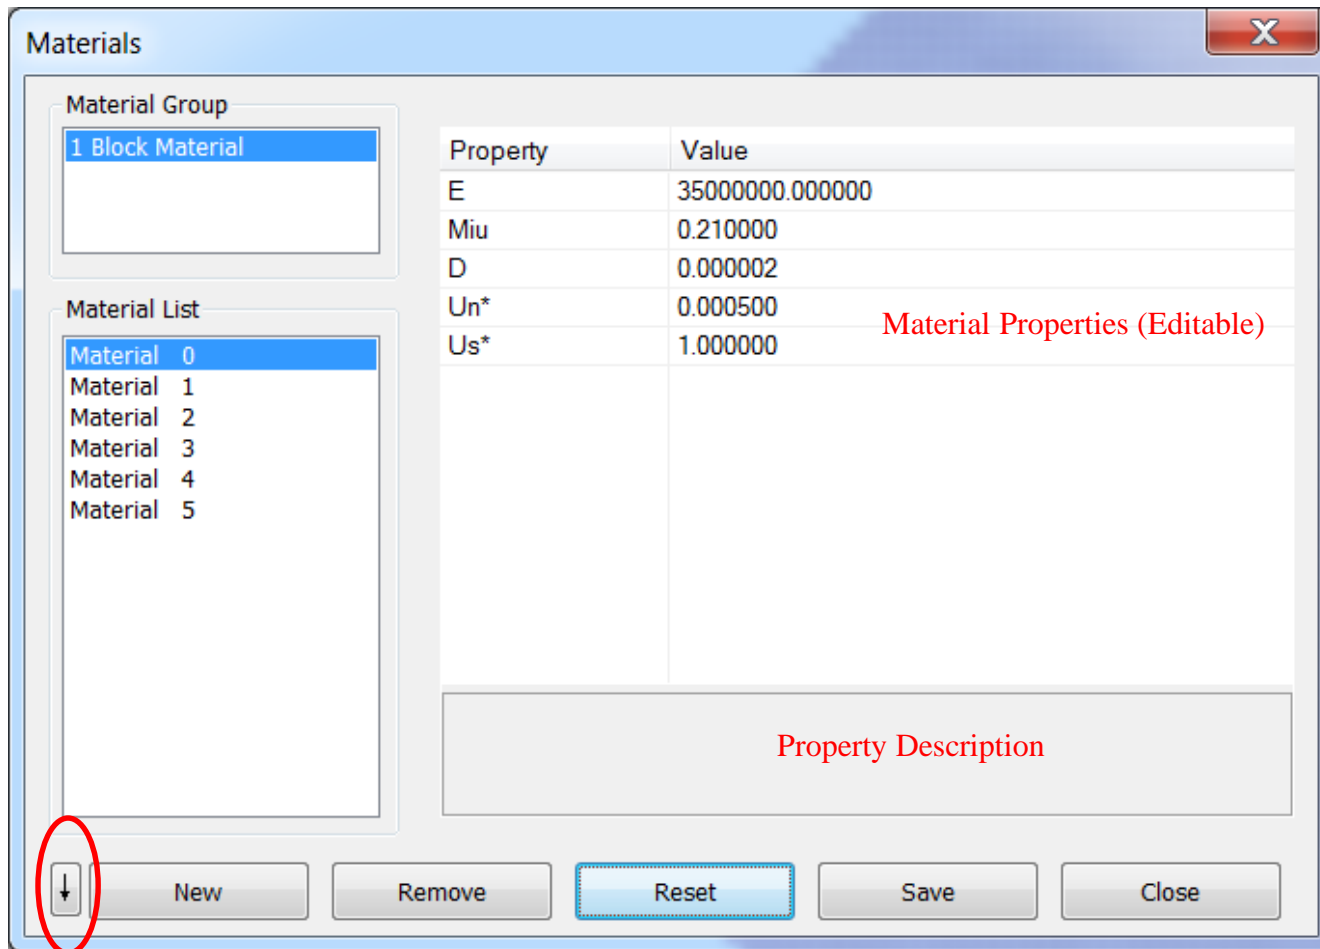 Materials
X
Material Group
1 Block Material
Material List
Material 0
Material 1
Material 2
Material 3
Material 4
Material 5
Property Value
E 35000000.000000
Miu 0.210000
D 0.000002
Un* 0.000500
Us* 1.000000
Material Properties (Editable)
Property Description
↓ New Remove Reset Save Close